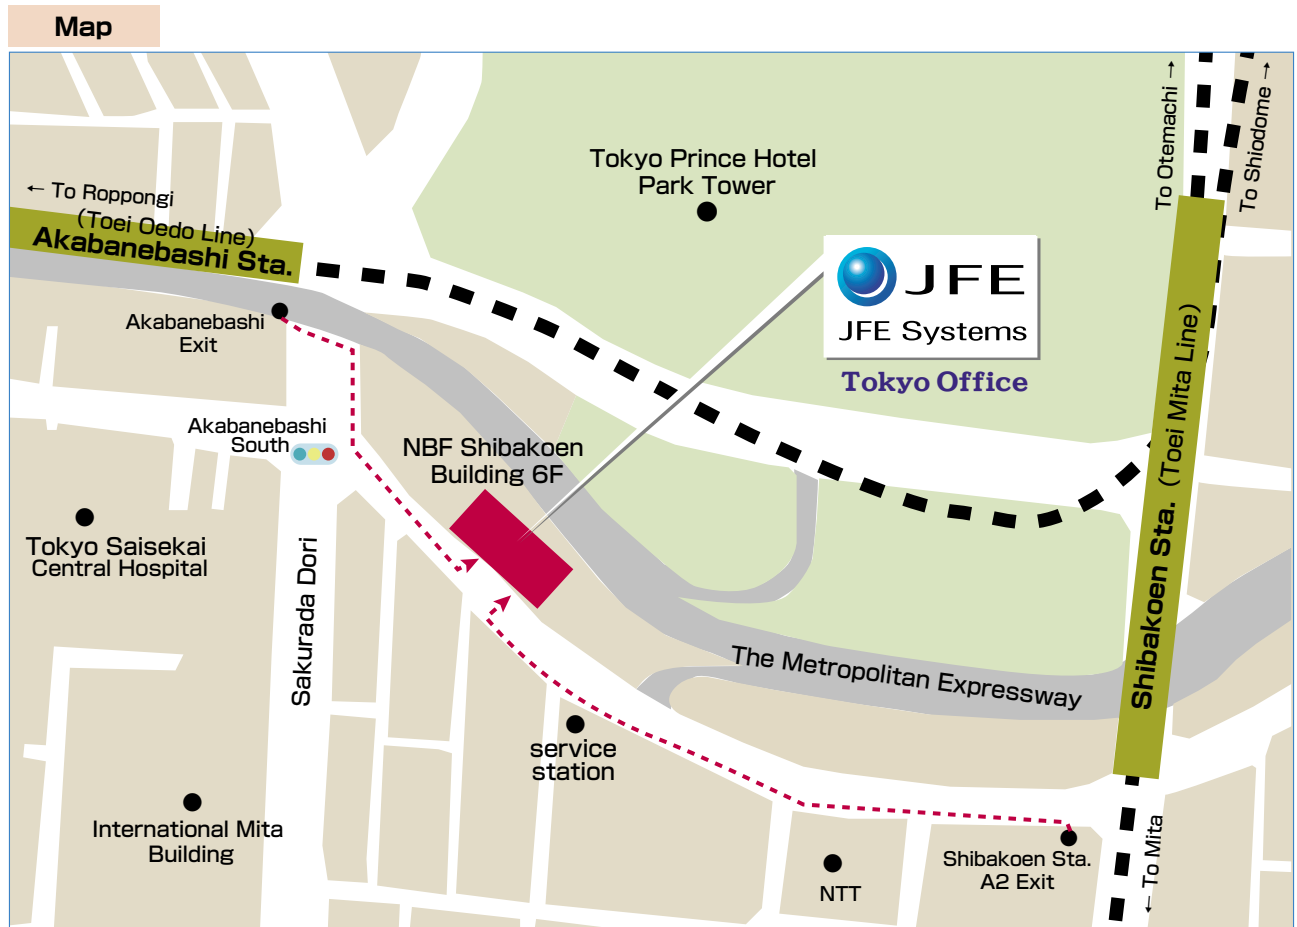 Map
Tokyo Prince Hotel
Park Tower
To Otemachi →
To Shiodome →
← To Roppongi
(Toei Oedo Line)
Akabanebashi Sta.
Akabanebashi
Exit
JFE
JFE Systems
Tokyo Office
Akabanebashi
South
NBF Shibakoen
Building 6F
Tokyo Saisekai
Central Hospital
Sakurada Dori
Shibakoen Sta. (Toei Mita Line)
The Metropolitan Expressway
service
station
International Mita
Building
NTT
Shibakoen Sta.
A2 Exit
← To Mita